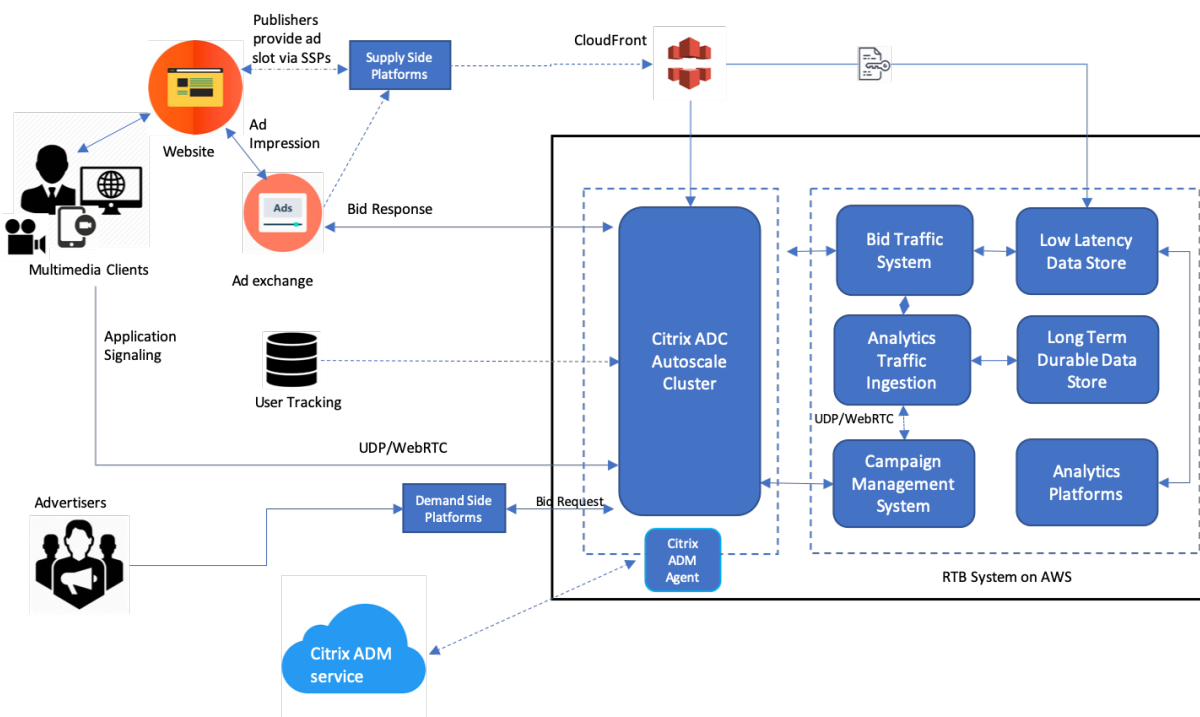 Publishers
provide ad
slot via SSPs
Supply Side
Platforms
CloudFront
Website
Ad
Impression
Ads
Bid Response
Multimedia Clients
Ad exchange
Application
Signaling
User Tracking
UDP/WebRTC
Citrix ADC
Autoscale
Cluster
Bid Traffic
System
Low Latency
Data Store
Analytics
Traffic
Ingestion
Long Term
Durable Data
Store
UDP/WebRTC
Campaign
Management
System
Analytics
Platforms
Advertisers
Demand Side
Platforms
Bid Request
Citrix
ADM
Agent
RTB System on AWS
Citrix ADM
service